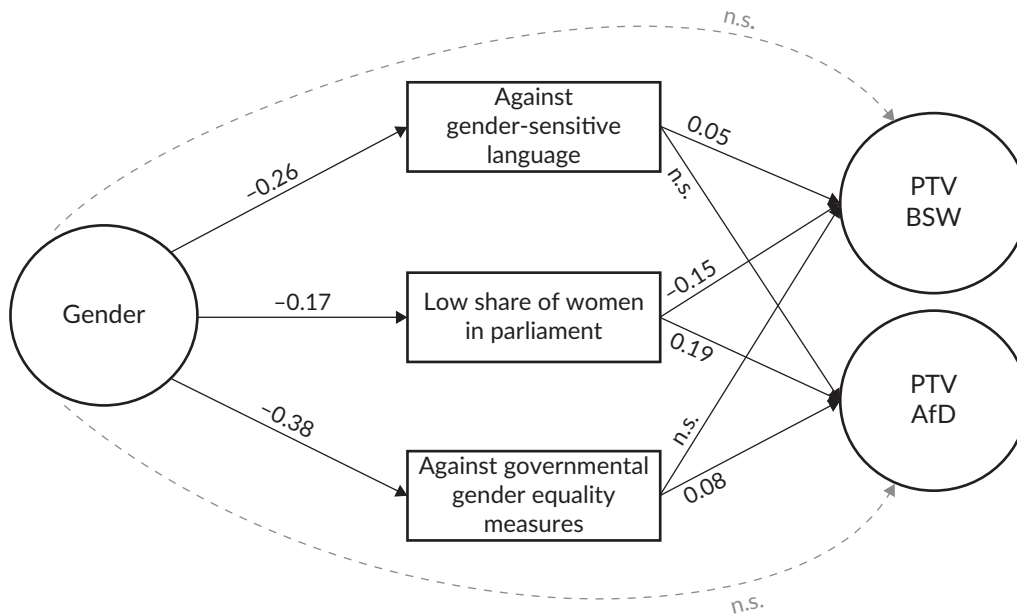 n.s.
Against
gender-sensitive
language
0.05
PTV
BSW
−0.26
n.s.
Gender
−0.17
Low share of women
in parliament
−0.15
0.19
PTV
AfD
−0.38
n.s.
Against governmental
gender equality
measures
0.08
n.s.